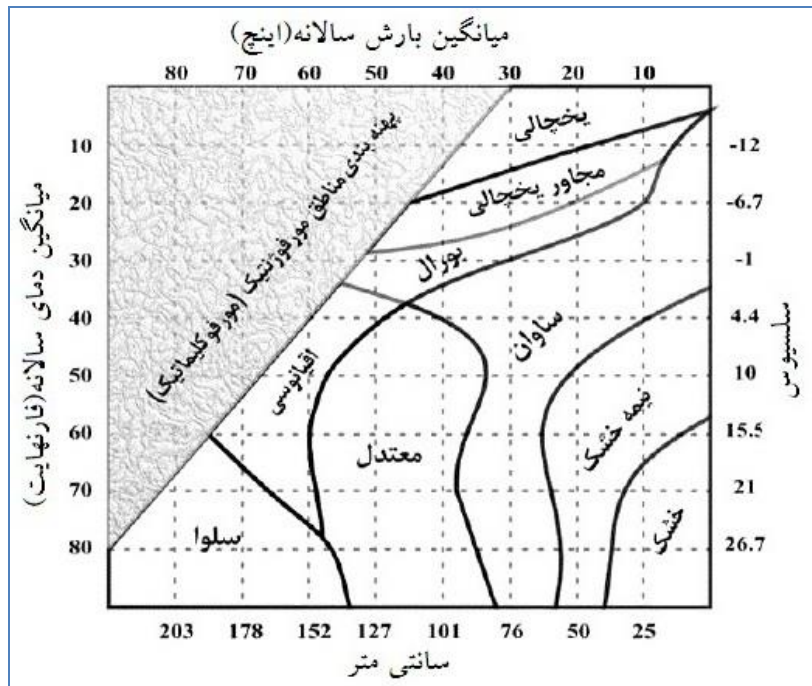 میانگین بارش سالانه(اینچ)
80 70 60 50 40 30 20 10
میانگین دمای سالانه(فارنهایت)
10
20
30
40
50
60
70
80
پهنه بندی مناطق مورفوژنتیک (مورفوکلیماتیک)
یخچالی
مجاور یخچالی
بورال
ساوان
اقیانوسی
معتدل
نیمه خشک
سلوا
خشک
-12
-6.7
-1
4.4
10
15.5
21
26.7
سلسیوس
203 178 152 127 101 76 50 25
سانتی متر